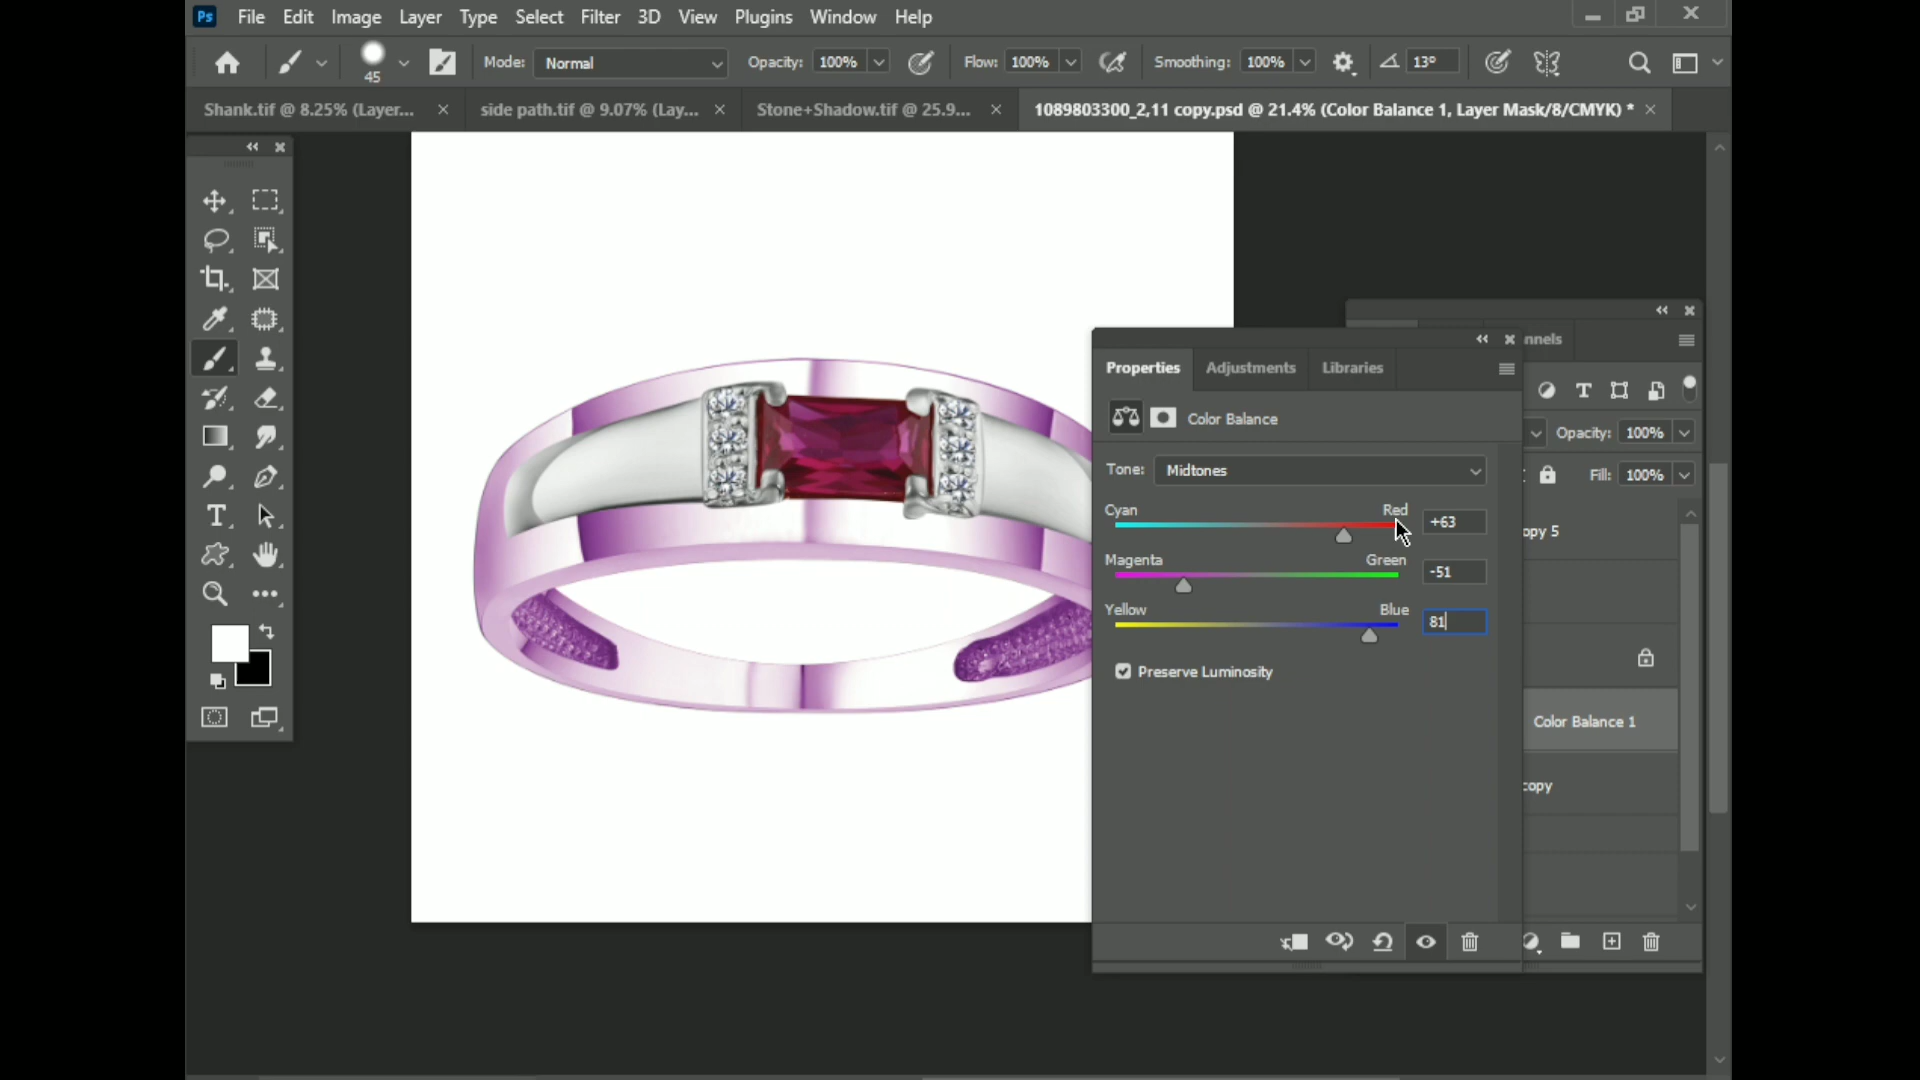 Ps File Edit Image Layer Type Select Filter 3D View Plugins Window Help
45 Mode: Normal Opacity: 100% Flow: 100% Smoothing: 100% 13°
Shank.tif @ 8.25% (Layer... side path.tif @ 9.07% (Lay... Stone+Shadow.tif @ 25.9... 1089803300_2,11 copy.psd @ 21.4% (Color Balance 1, Layer Mask/8/CMYK) *
nnels
Properties Adjustments Libraries
Color Balance
Opacity: 100%
Tone: Midtones
Fill: 100%
Cyan Red +63
opy 5
Magenta Green -51
Yellow Blue 81
Preserve Luminosity
Color Balance 1
copy